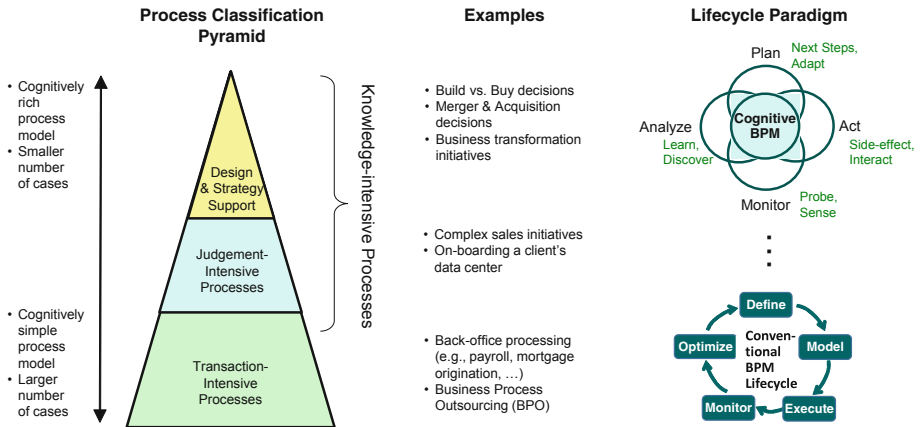 Process Classification
Pyramid
Examples
Lifecycle Paradigm
• Cognitively
rich
process
model
• Smaller
number
of cases
• Cognitively
simple
process
model
• Larger
number
of cases
Design
& Strategy
Support
Judgement-
Intensive
Processes
Transaction-
Intensive
Processes
Knowledge-intensive Processes
• Build vs. Buy decisions
• Merger & Acquisition
decisions
• Business transformation
initiatives
• Complex sales initiatives
• On-boarding a client's
data center
• Back-office processing
(e.g., payroll, mortgage
origination, …)
• Business Process
Outsourcing (BPO)
Plan
Next Steps,
Adapt
Analyze
Learn,
Discover
Cognitive
BPM
Act
Side-effect,
Interact
Monitor
Probe,
Sense
Define
Optimize
Model
Conven-
tional
BPM
Lifecycle
Monitor
Execute